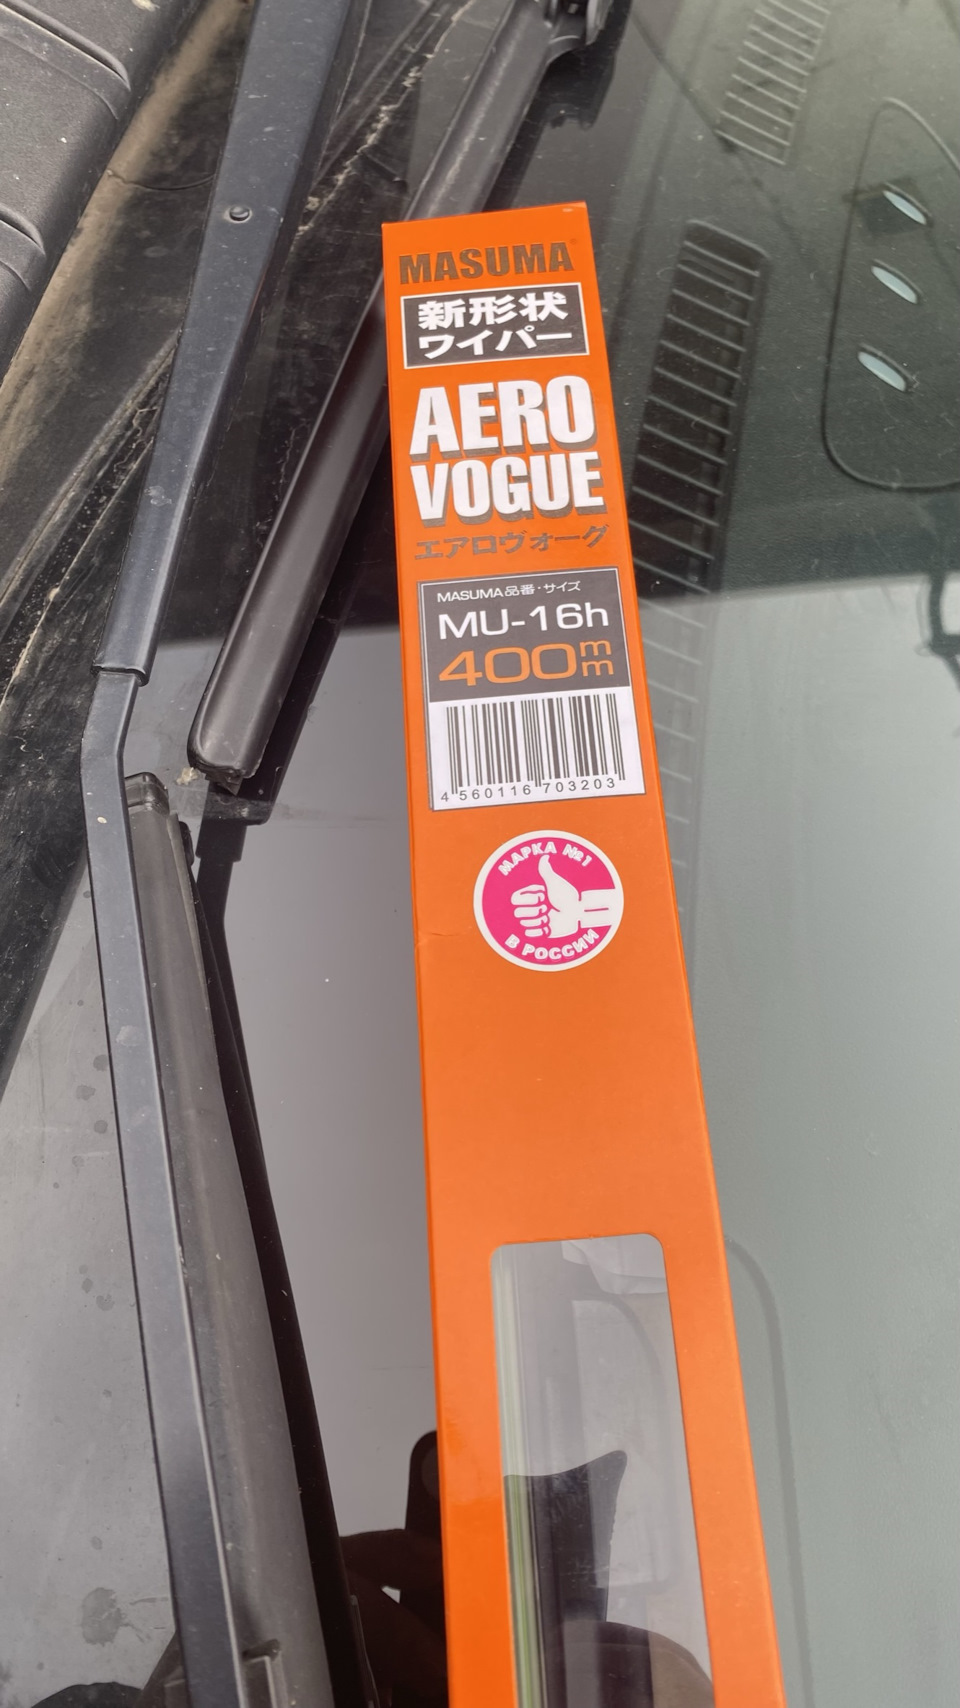 MASUMA
新形状
ワイパー
AERO
VOGUE
エアロヴォーグ
MASUMA品番・サイズ
MU-16h
400mm
4 560116 703203
МАРКА №1
В РОССИИ